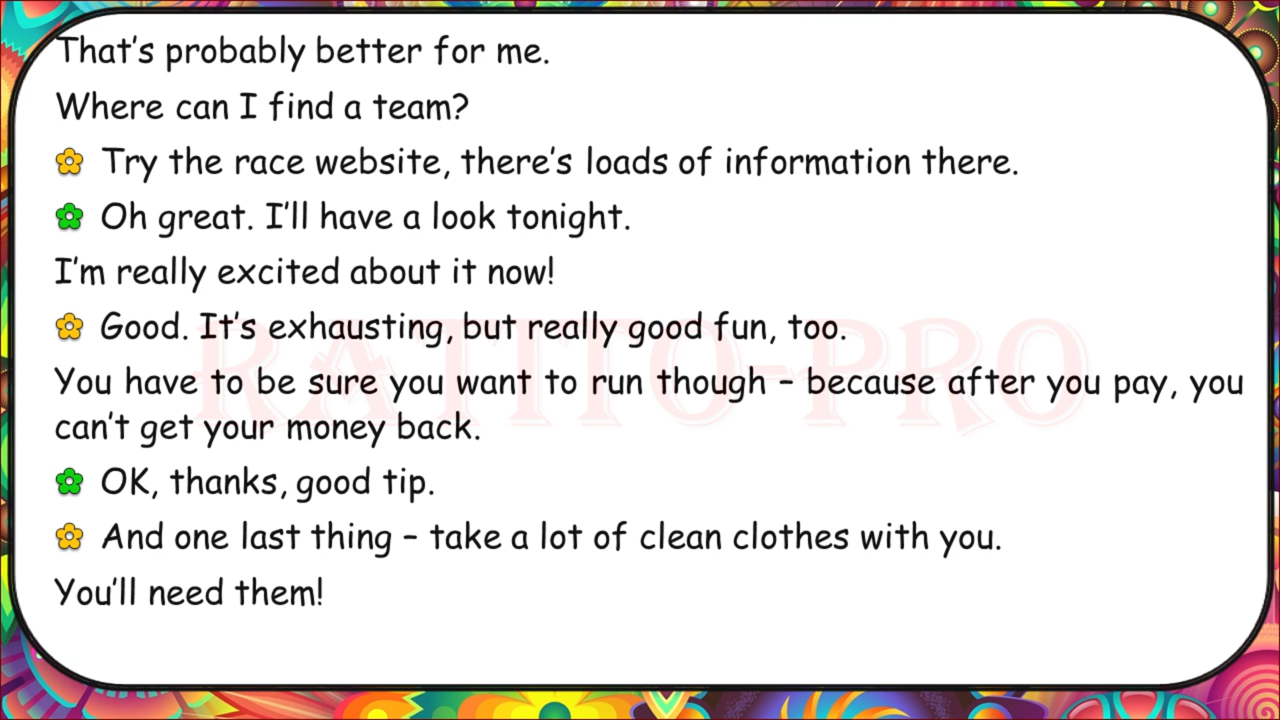 That's probably better for me.
Where can I find a team?
Try the race website, there's loads of information there.
Oh great. I'll have a look tonight.
I'm really excited about it now!
Good. It's exhausting, but really good fun, too.
You have to be sure you want to run though – because after you pay, you
can't get your money back.
OK, thanks, good tip.
And one last thing – take a lot of clean clothes with you.
You'll need them!
RATITO-PRO